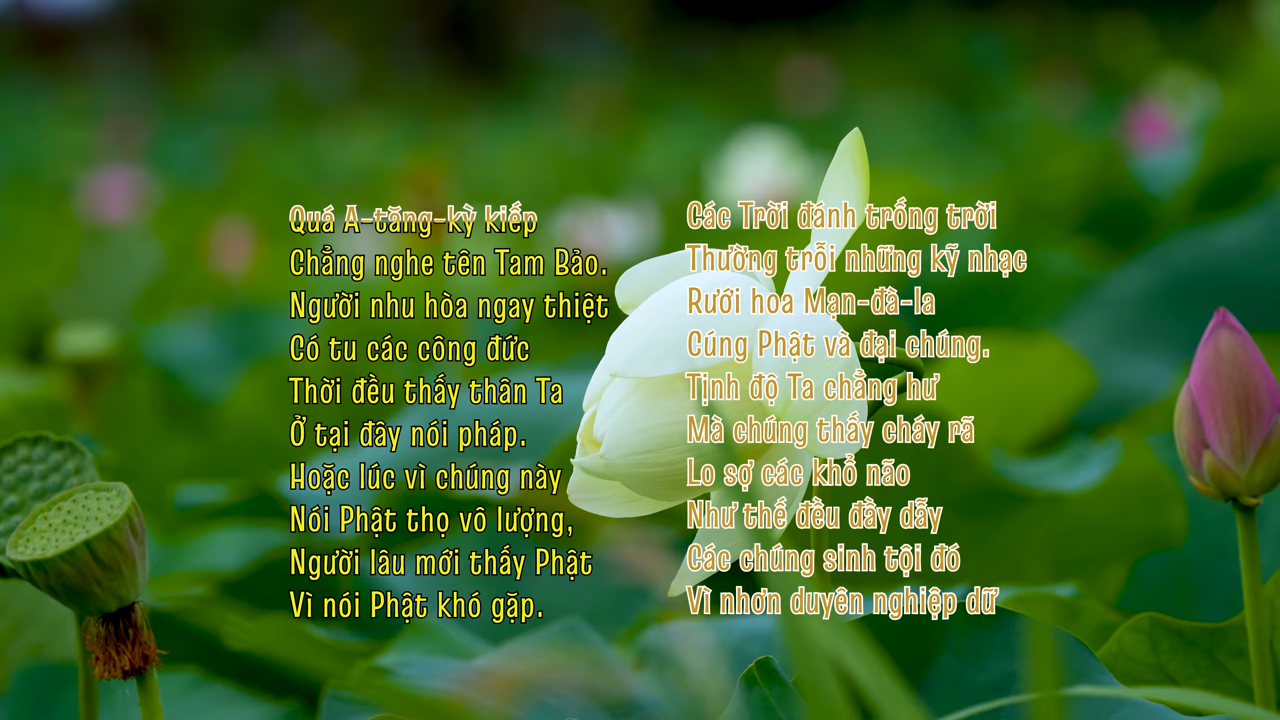 Quá A-tăng-kỳ kiếp
Chẳng nghe tên Tam Bảo.
Người nhu hòa ngay thiệt
Có tu các công đức
Thời đều thấy thân Ta
Ở tại đây nói pháp.
Hoặc lúc vì chúng này
Nói Phật thọ vô lượng,
Người lâu mới thấy Phật
Vì nói Phật khó gặp.
Các Trời đánh trống trời
Thường trỗi những kỹ nhạc
Rưới hoa Mạn-đà-la
Cúng Phật và đại chúng.
Tịnh độ Ta chẳng hư
Mà chúng thấy cháy rã
Lo sợ các khổ não
Như thế đều đầy dẫy
Các chúng sinh tội đó
Vì nhơn duyên nghiệp dữ